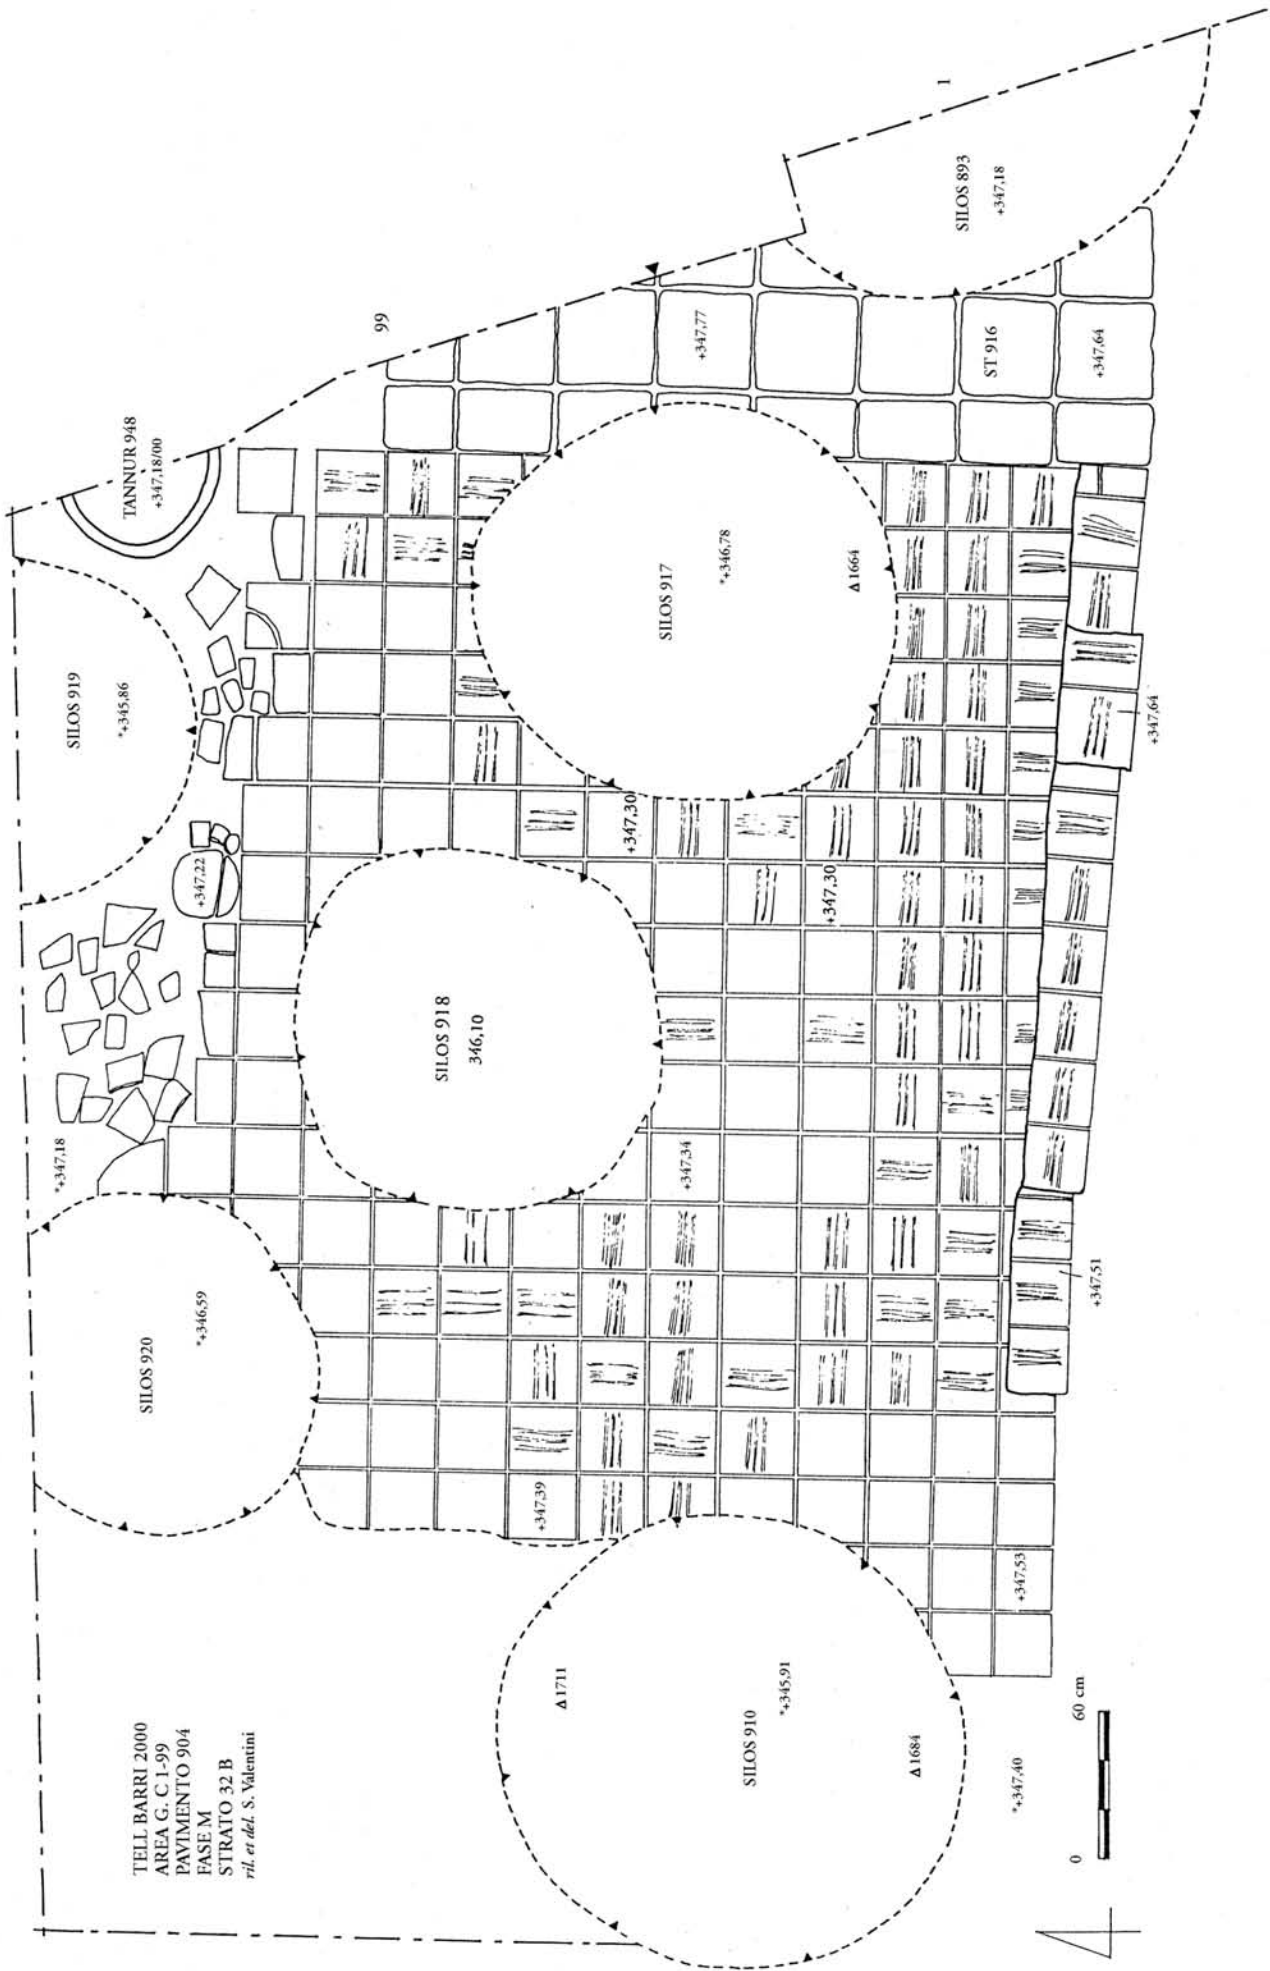 TELL BARRI 2000
AREA G. C 1-99
PAVIMENTO 904
FASE M
STRATO 32 B
ril. et del. S. Valentini
SILOS 920
*+346,59
*+347,18
SILOS 919
*+345,86
TANNUR 948
+347,18/00
+347,22
99
1
SILOS 893
+347,18
SILOS 918
346,10
SILOS 917
*+346,78
Δ1664
+347,77
ST 916
+347,64
+347,30
+347,30
+347,34
+347,39
+347,64
+347,51
+347,53
Δ1711
SILOS 910
*+345,91
Δ1684
*+347,40
0 60 cm